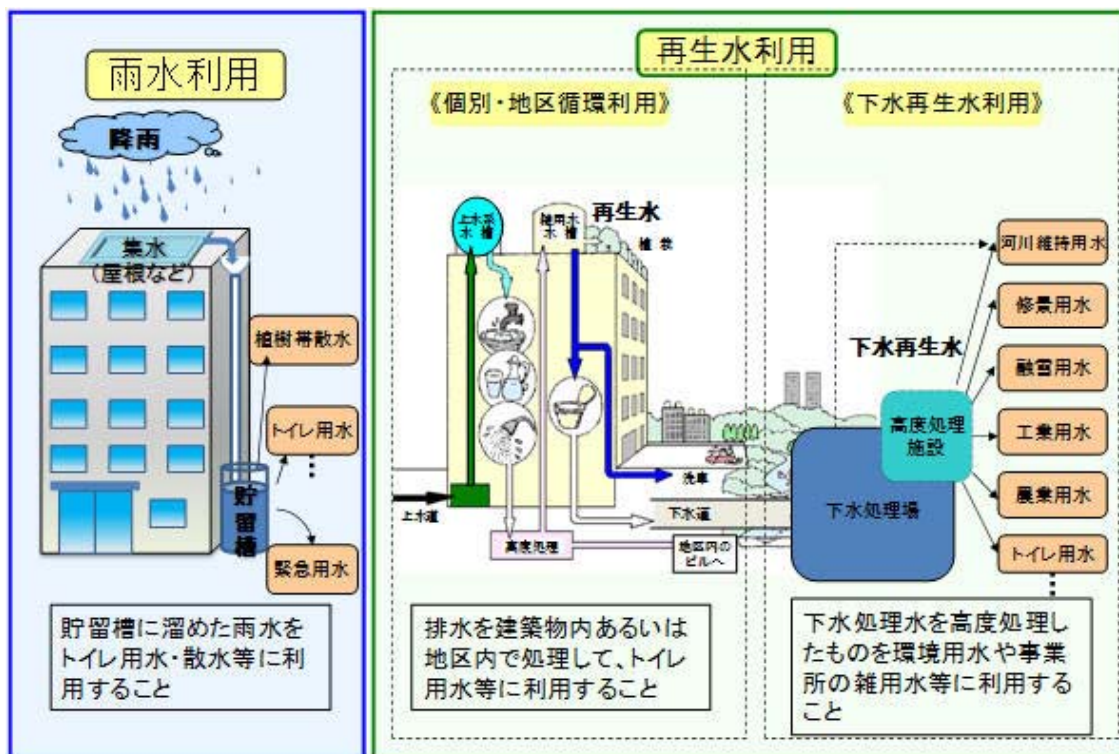 雨水利用
降雨
集水
(屋根など)
植樹帯散水
トイレ用水
貯留槽
緊急用水
貯留槽に溜めた雨水を
トイレ用水・散水等に利
用すること
再生水利用
《個別・地区循環利用》
上水系
水槽
雑用水
水槽
再生水
植栽
洗車
上水道
下水道
高度処理
地区内の
ビルへ
排水を建築物内あるいは
地区内で処理して、トイレ
用水等に利用すること
《下水再生水利用》
下水再生水
高度処理
施設
下水処理場
河川維持用水
修景用水
融雪用水
工業用水
農業用水
トイレ用水
下水処理水を高度処理し
たものを環境用水や事業
所の雑用水等に利用する
こと